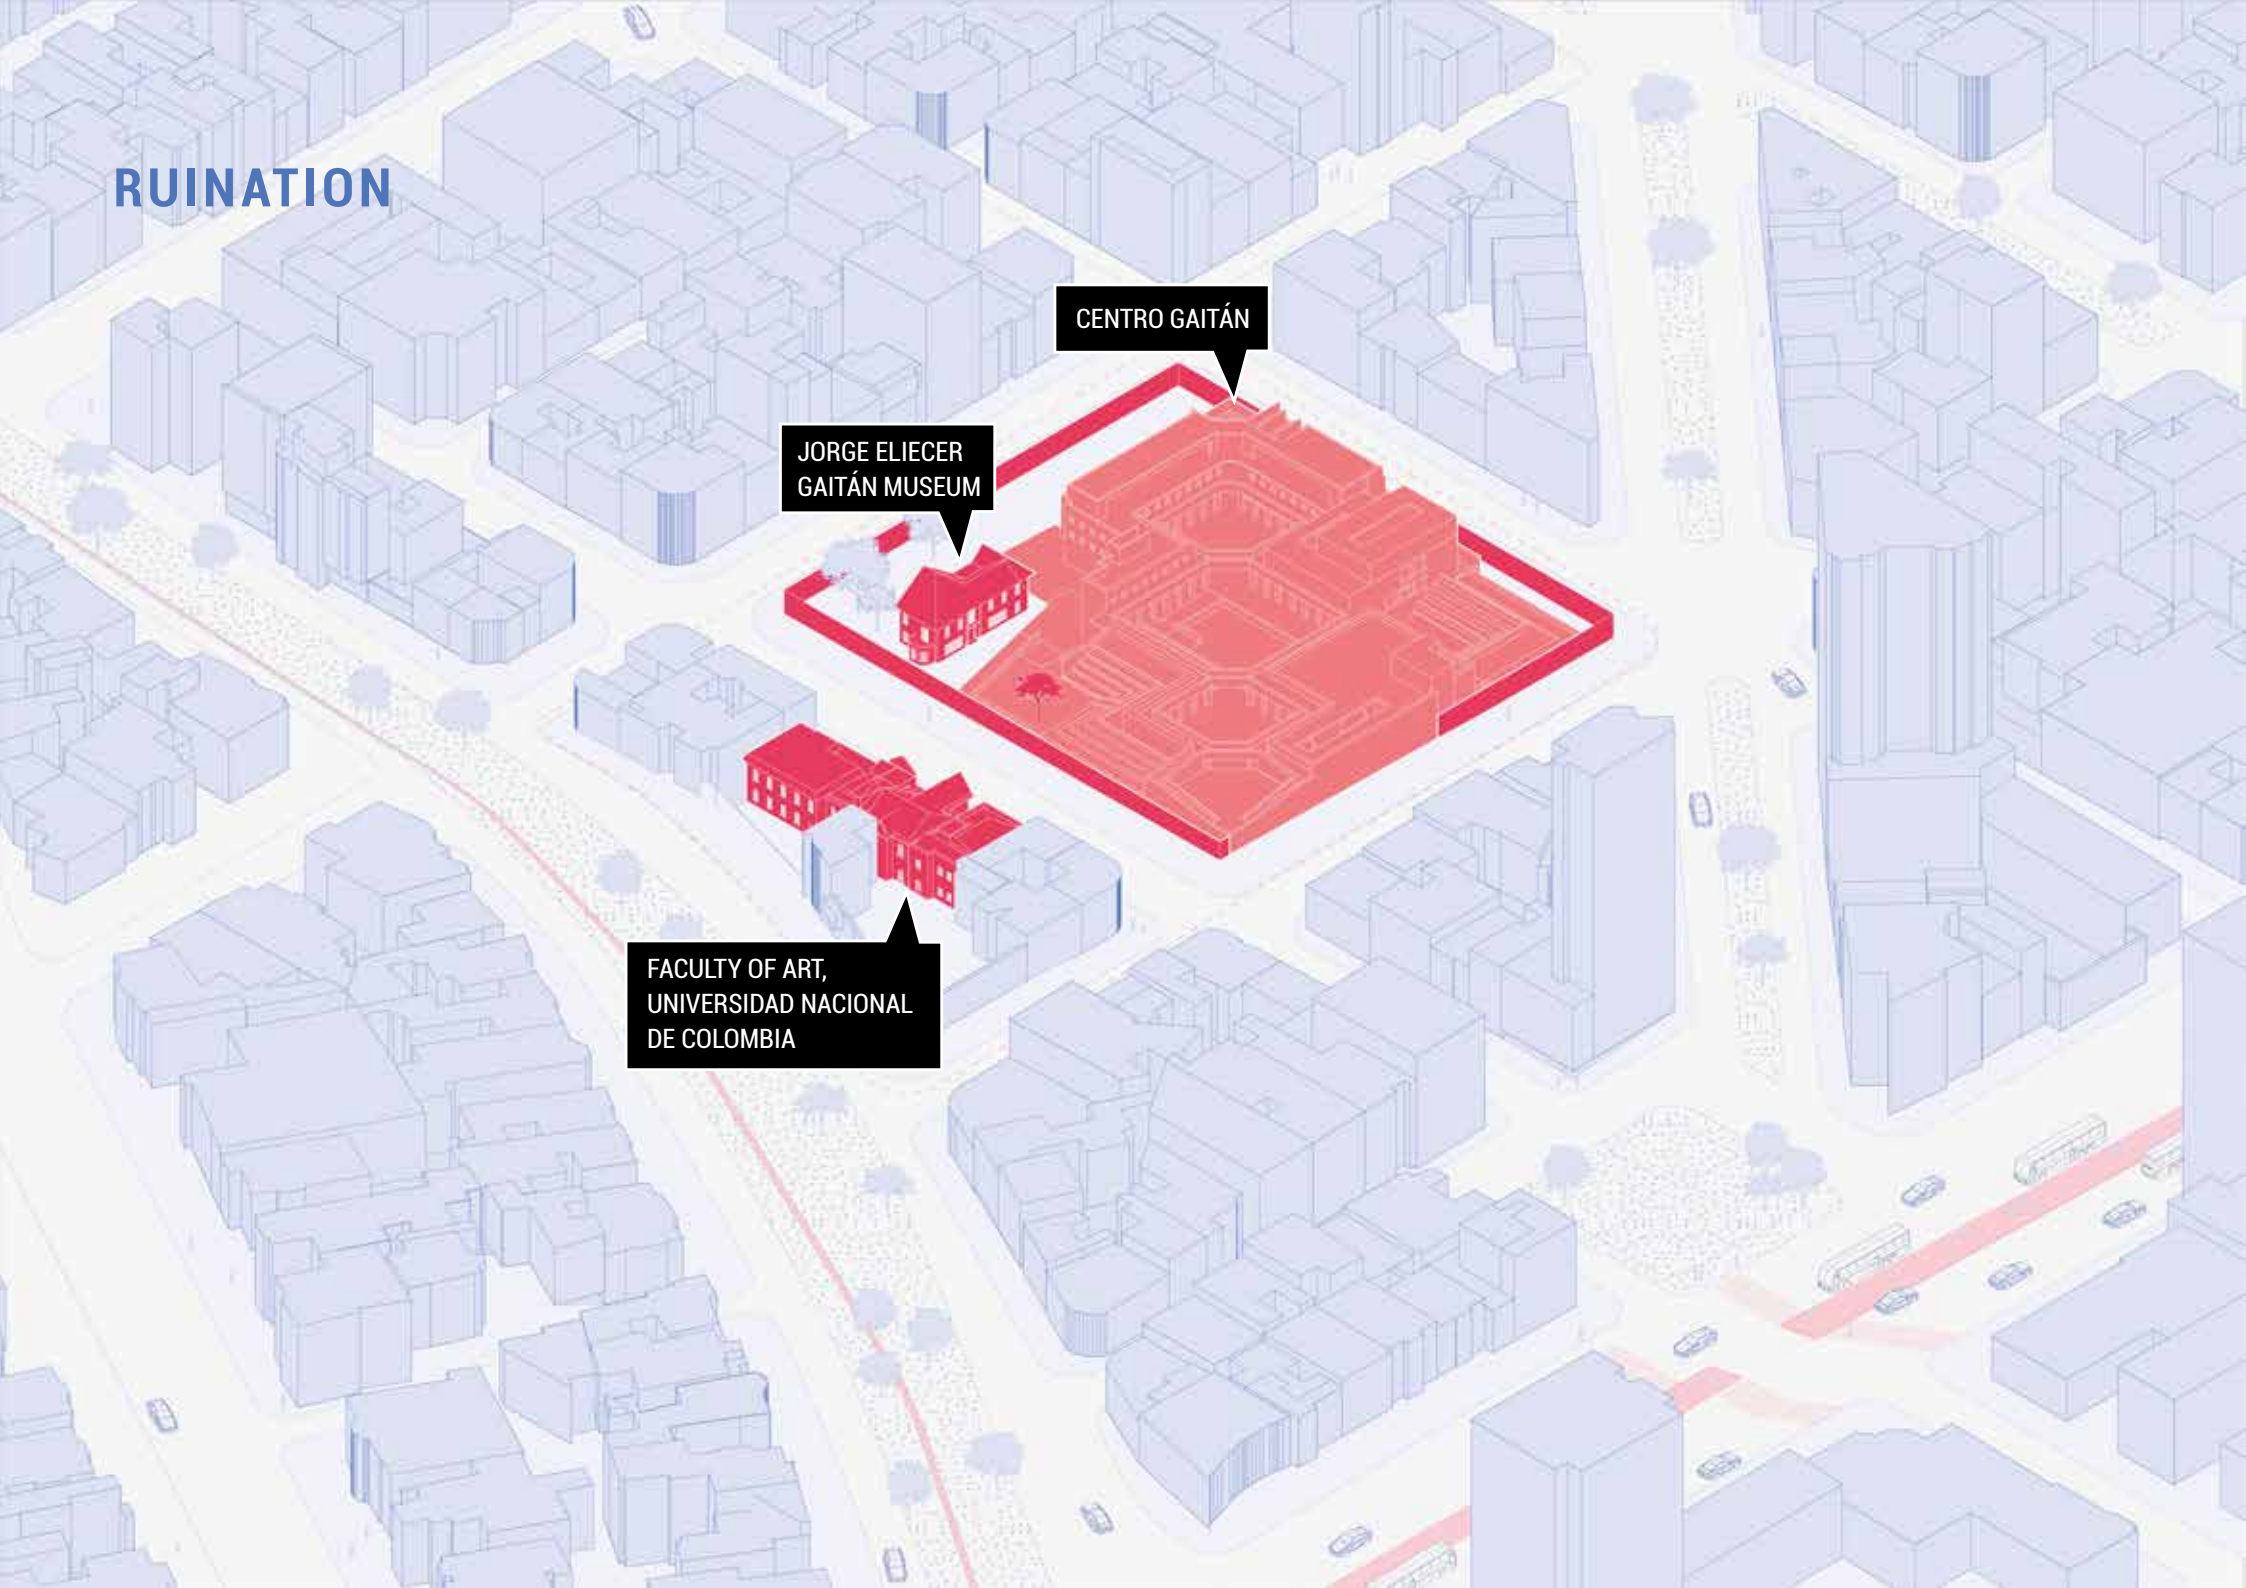 RUINATION
CENTRO GAITÁN
JORGE ELIECER
GAITÁN MUSEUM
FACULTY OF ART,
UNIVERSIDAD NACIONAL
DE COLOMBIA